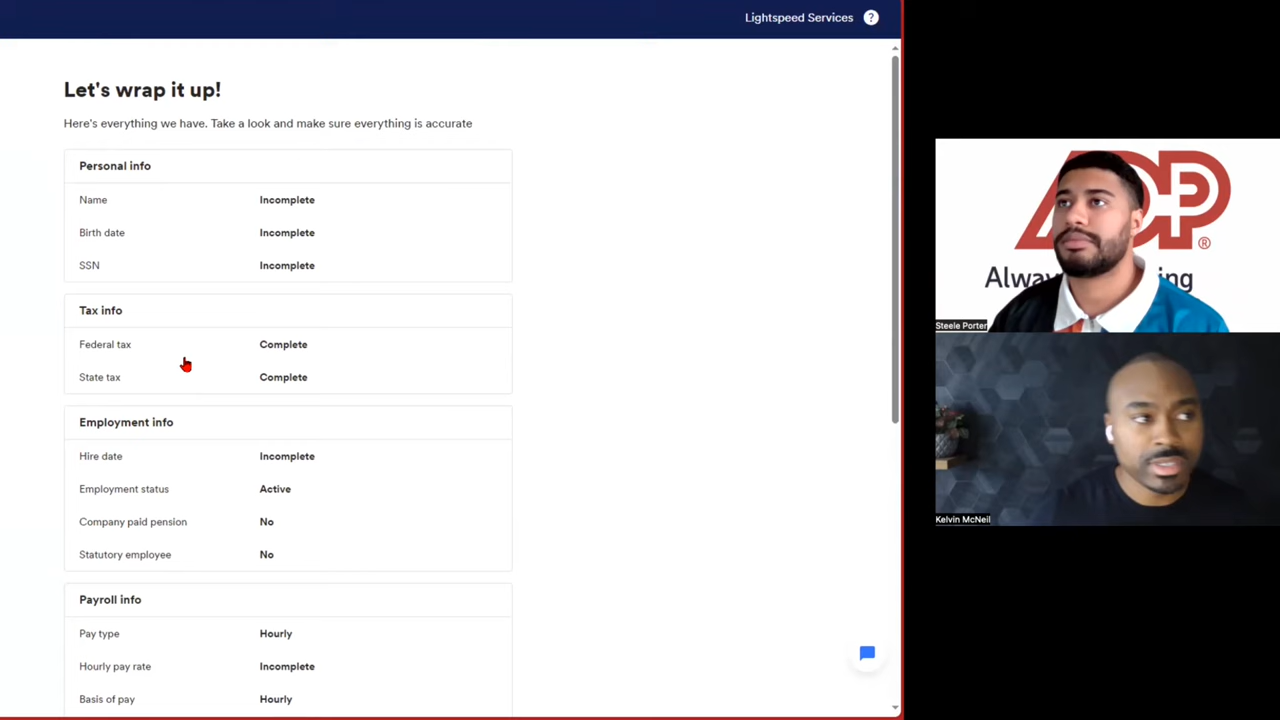 Lightspeed Services ?
Let's wrap it up!
Here's everything we have. Take a look and make sure everything is accurate
Personal info
Name Incomplete
Birth date Incomplete
SSN Incomplete
Tax info
Federal tax Complete
State tax Complete
Employment info
Hire date Incomplete
Employment status Active
Company paid pension No
Statutory employee No
Payroll info
Pay type Hourly
Hourly pay rate Incomplete
Basis of pay Hourly
ADP ®
Steele Porter
Kelvin McNeil